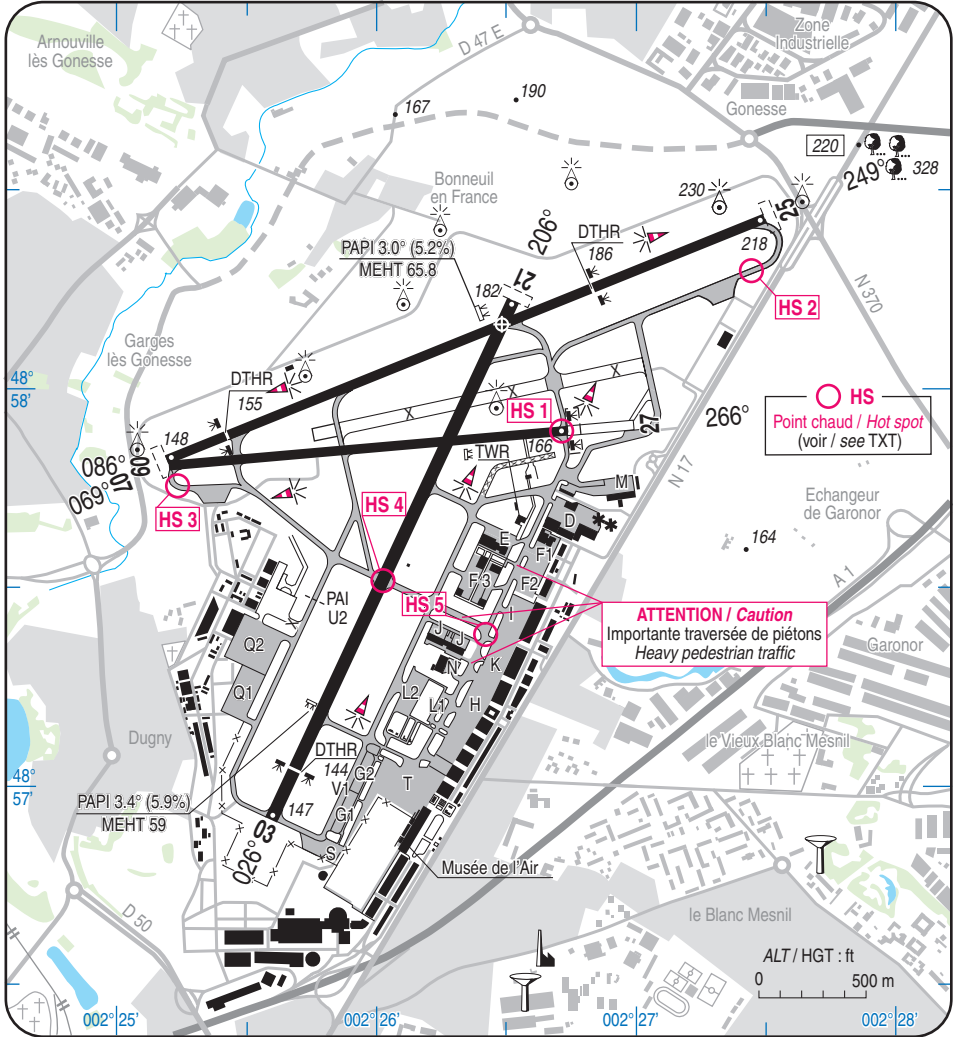 Arnouville
lès Gonesse
D 47 E
Zone
Industrielle
167
190
Gonesse
220
249°
328
Bonneuil
en France
230
25
206°
DTHR
186
218
PAPI 3.0° (5.2%)
MEHT 65.8
182
21
HS 2
N 370
Garges
lès Gonesse
48°
58'
DTHR
155
X
X
HS 1
27
266°
HS
Point chaud / Hot spot
(voir / see TXT)
148
086°
09
069°
07
TWR
166
M
N 17
HS 3
HS 4
D
Echangeur
de Garonor
164
E
F1
F3
F2
A 1
PAI
U2
HS 5
I
ATTENTION / Caution
Importante traversée de piétons
Heavy pedestrian traffic
J
J
Q2
N
K
Garonor
Q1
L2
L1
H
Dugny
le Vieux Blanc Mesnil
48°
57'
DTHR
144
G2
V1
T
PAPI 3.4° (5.9%)
MEHT 59
147
G1
03
026°
S
Musée de l'Air
D 50
le Blanc Mesnil
ALT / HGT : ft
0
500 m
002° 25'
002° 26'
002° 27'
002° 28'